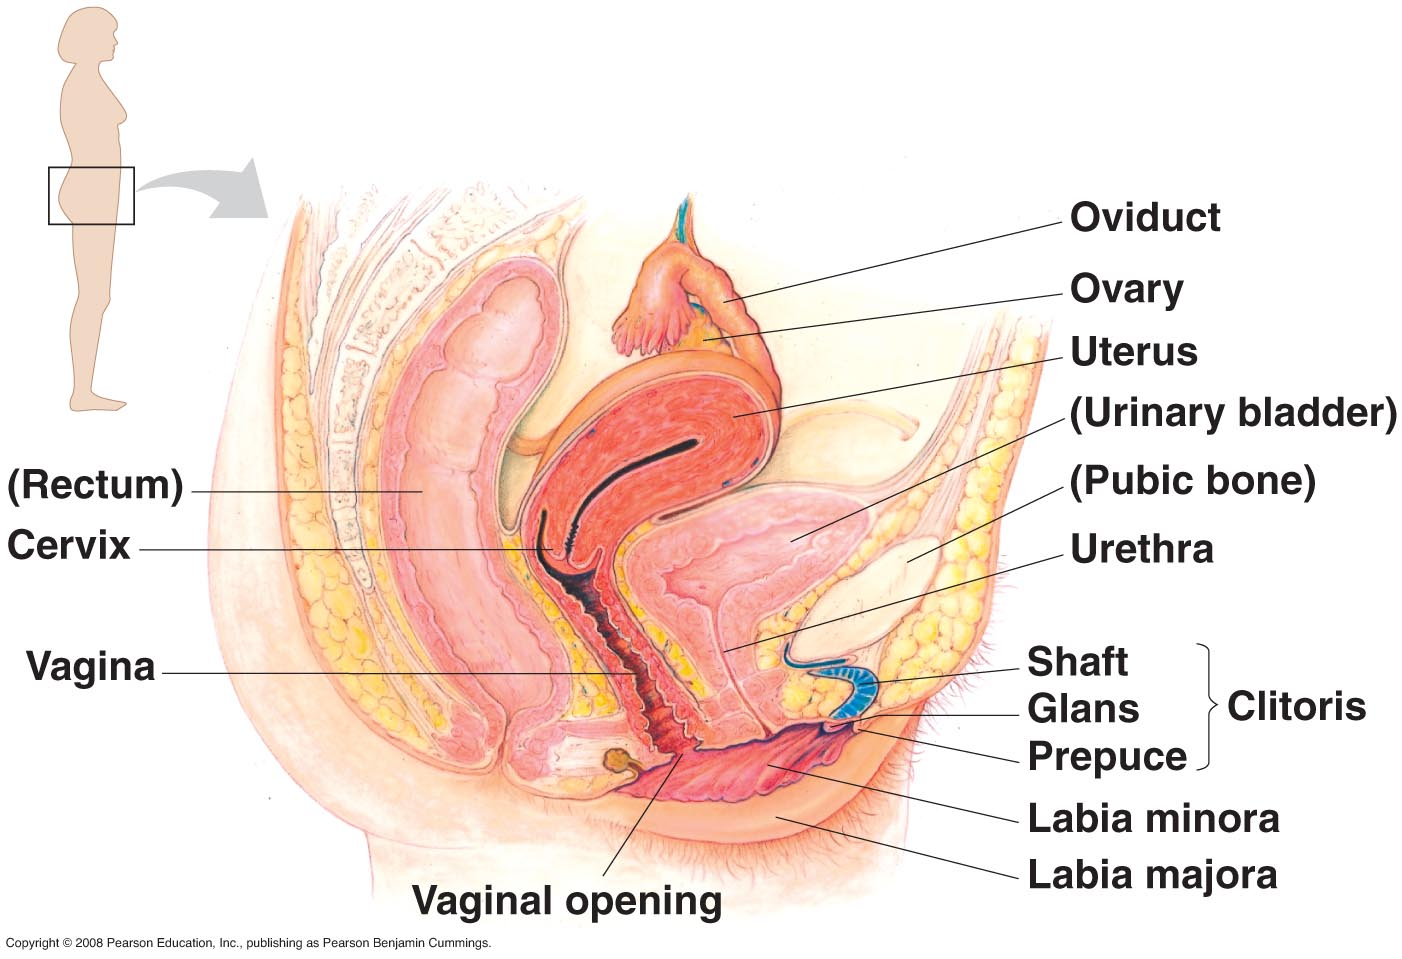 Oviduct
Ovary
Uterus
(Urinary bladder)
(Pubic bone)
(Rectum)
Cervix
Urethra
Vagina
Shaft
Glans
Clitoris
Prepuce
Labia minora
Labia majora
Vaginal opening
Copyright © 2008 Pearson Education, Inc., publishing as Pearson Benjamin Cummings.